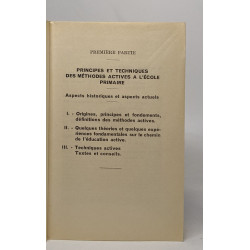 PREMIÈRE PARTIE
PRINCIPES ET TECHNIQUES
DES MÉTHODES ACTIVES A L'ÉCOLE
PRIMAIRE
Aspects historiques et aspects actuels
I. - Origines, principes et fondements,
définitions des méthodes actives.
II. - Quelques théories et quelques expé-
riences fondamentales sur le chemin
de l'éducation active.
III. - Techniques actives
Textes et conseils.